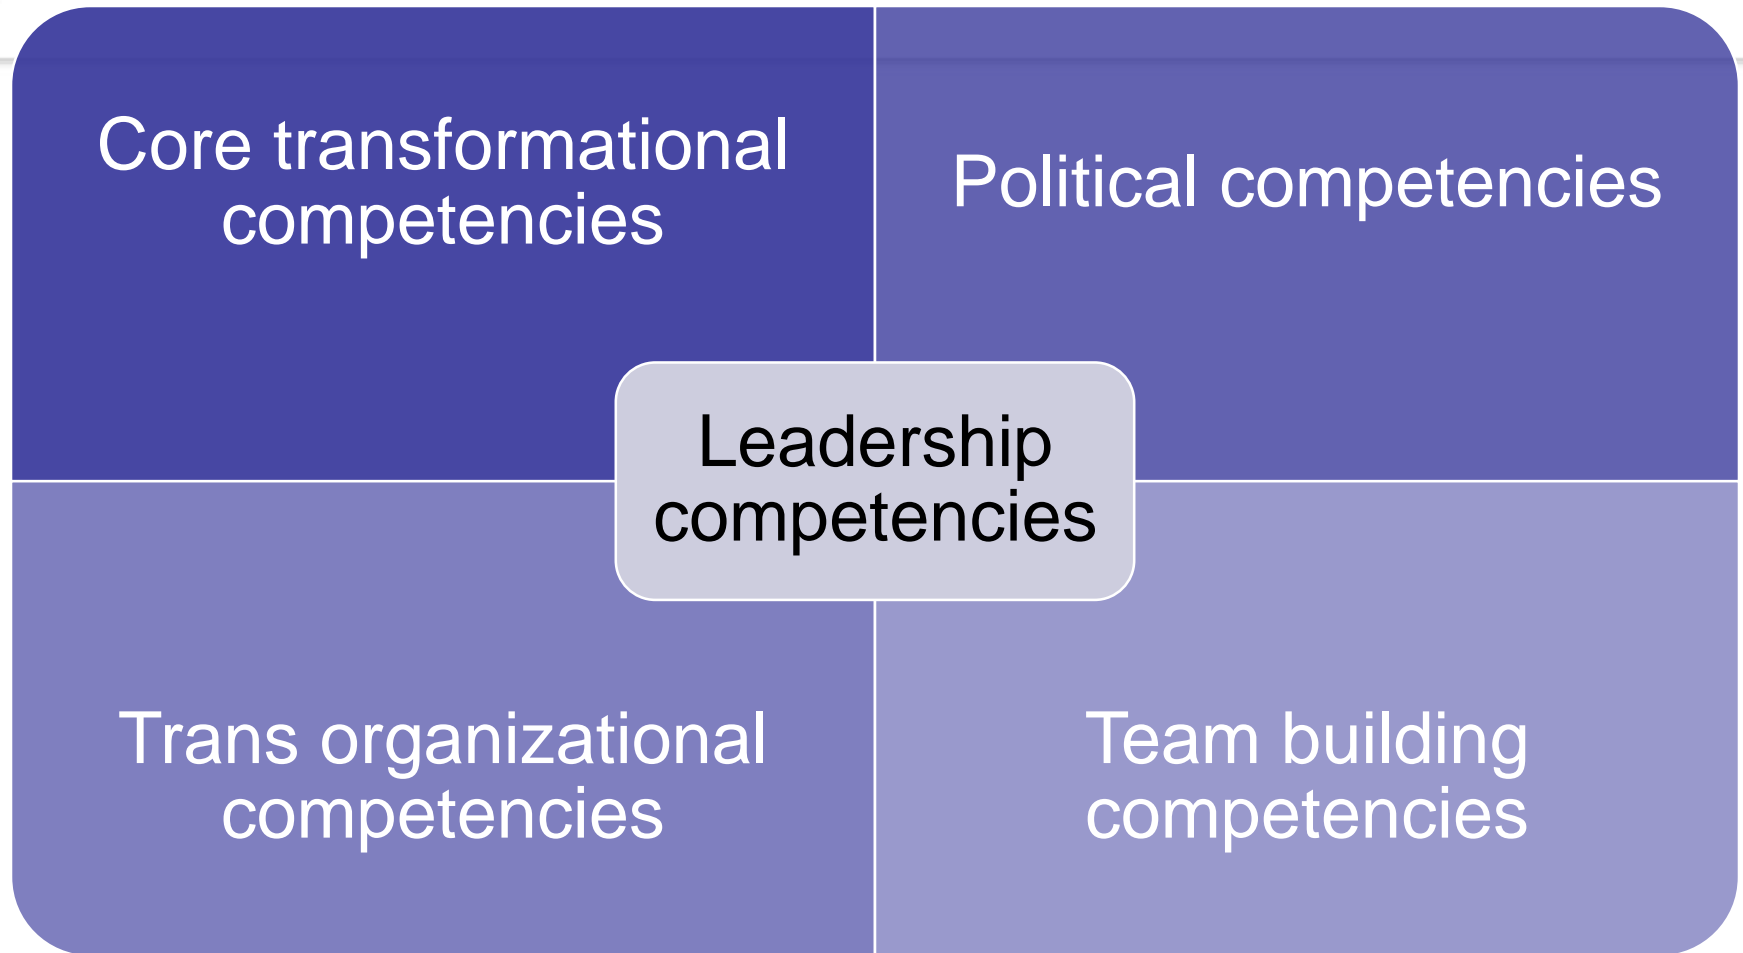 Core transformational
competencies
Political competencies
Leadership
competencies
Trans organizational
competencies
Team building
competencies